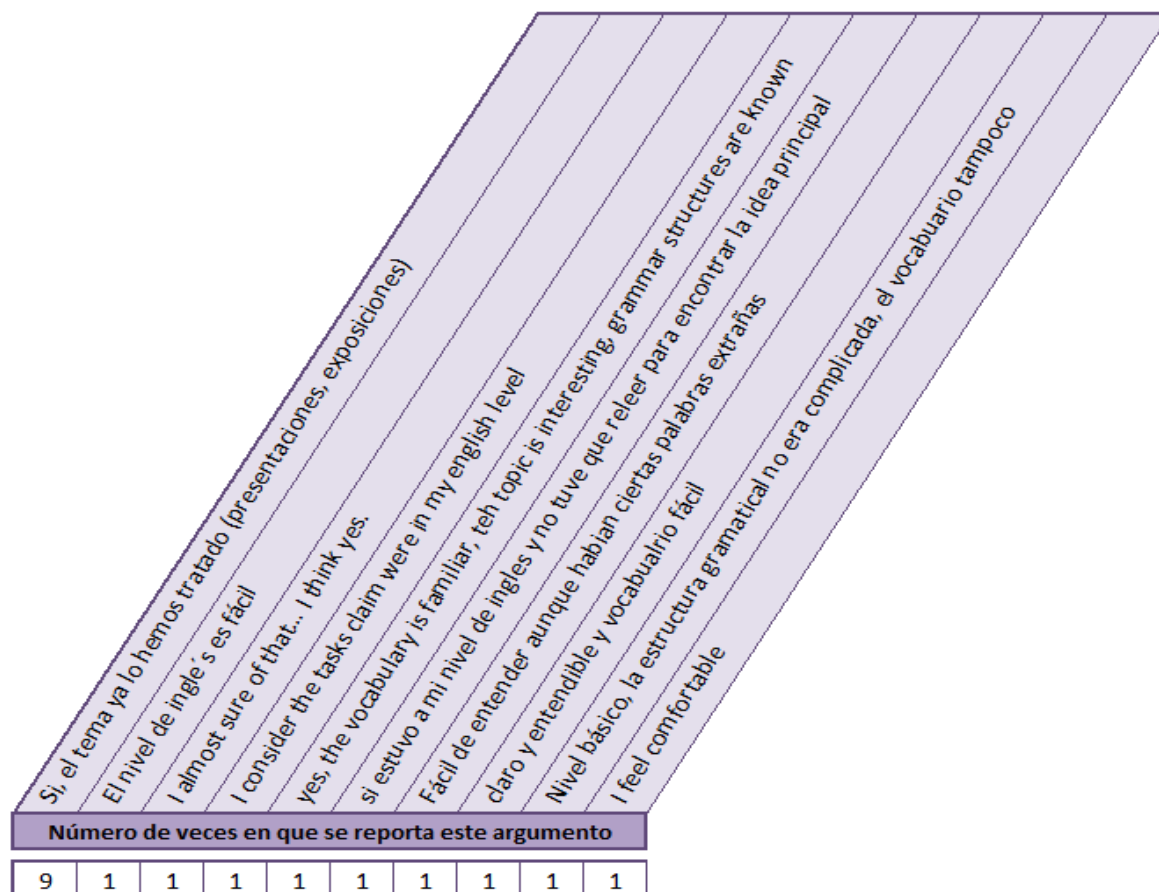 Si, el tema ya lo hemos tratado (presentaciones, exposiciones)
El nivel de ingle´s es fácil
I almost sure of that... I think yes.
I consider the tasks claim were in my english level
yes, the vocabulary is familiar, teh topic is interesting, grammar structures are known
si estuvo a mi nivel de ingles y no tuve que releer para encontrar la idea principal
Fácil de entender aunque habian ciertas palabras extrañas
claro y entendible y vocabualrio fácil
Nivel básico, la estructura gramatical no era complicada, el vocabuario tampoco
I feel comfortable
Número de veces en que se reporta este argumento
9 1 1 1 1 1 1 1 1 1